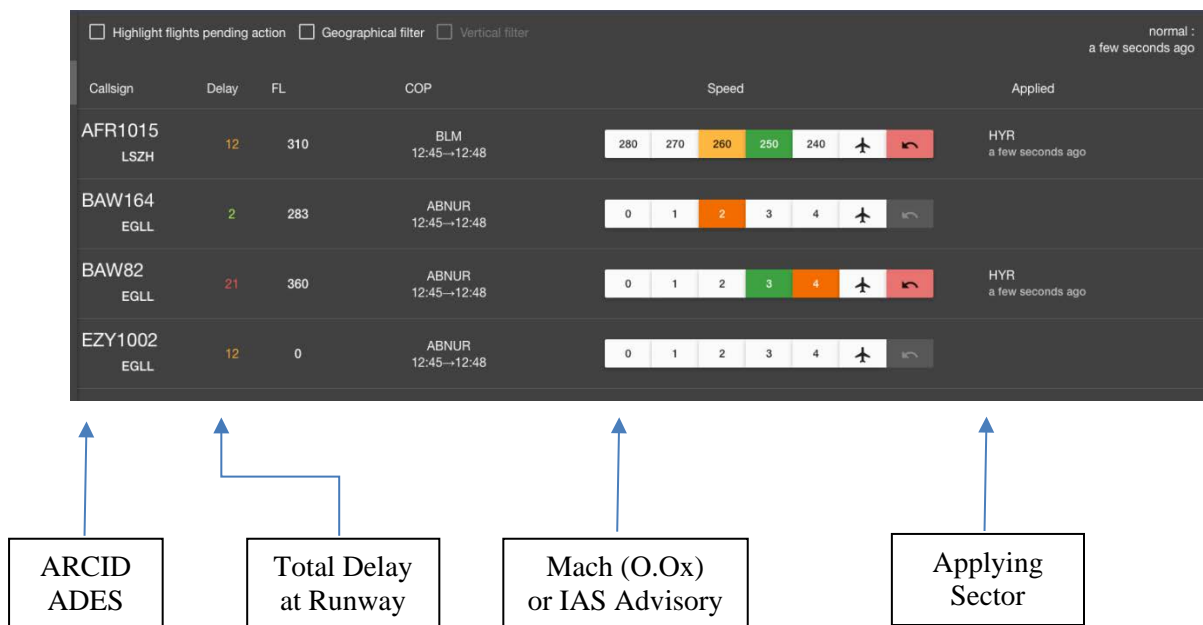 Highlight flights pending action Geographical filter Vertical filter normal :
a few seconds ago
Callsign Delay FL COP Speed Applied
AFR1015
LSZH
12 310
BLM
12:45→12:48
280 270 260 250 240
HYR
a few seconds ago
BAW164
EGLL
2 283
ABNUR
12:45→12:48
0 1 2 3 4
BAW82
EGLL
21 360
ABNUR
12:45→12:48
0 1 2 3 4
HYR
a few seconds ago
EZY1002
EGLL
12 0
ABNUR
12:45→12:48
0 1 2 3 4
ARCID
ADES
Total Delay
at Runway
Mach (O.Ox)
or IAS Advisory
Applying
Sector